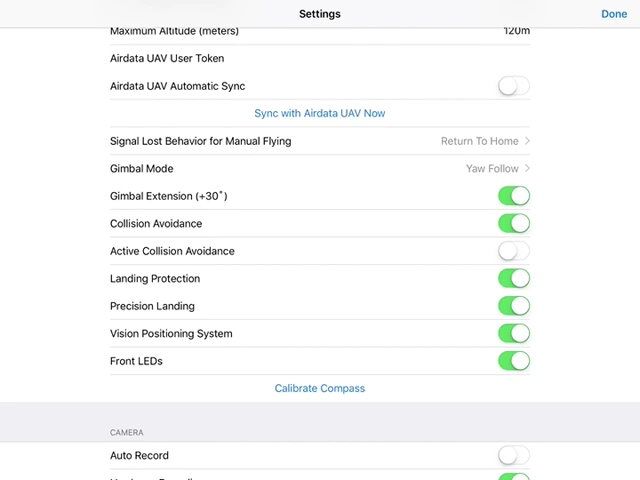 Settings
Done
Maximum Altitude (meters) 120m
Airdata UAV User Token
Airdata UAV Automatic Sync
Sync with Airdata UAV Now
Signal Lost Behavior for Manual Flying Return To Home
Gimbal Mode Yaw Follow
Gimbal Extension (+30˚)
Collision Avoidance
Active Collision Avoidance
Landing Protection
Precision Landing
Vision Positioning System
Front LEDs
Calibrate Compass
CAMERA
Auto Record